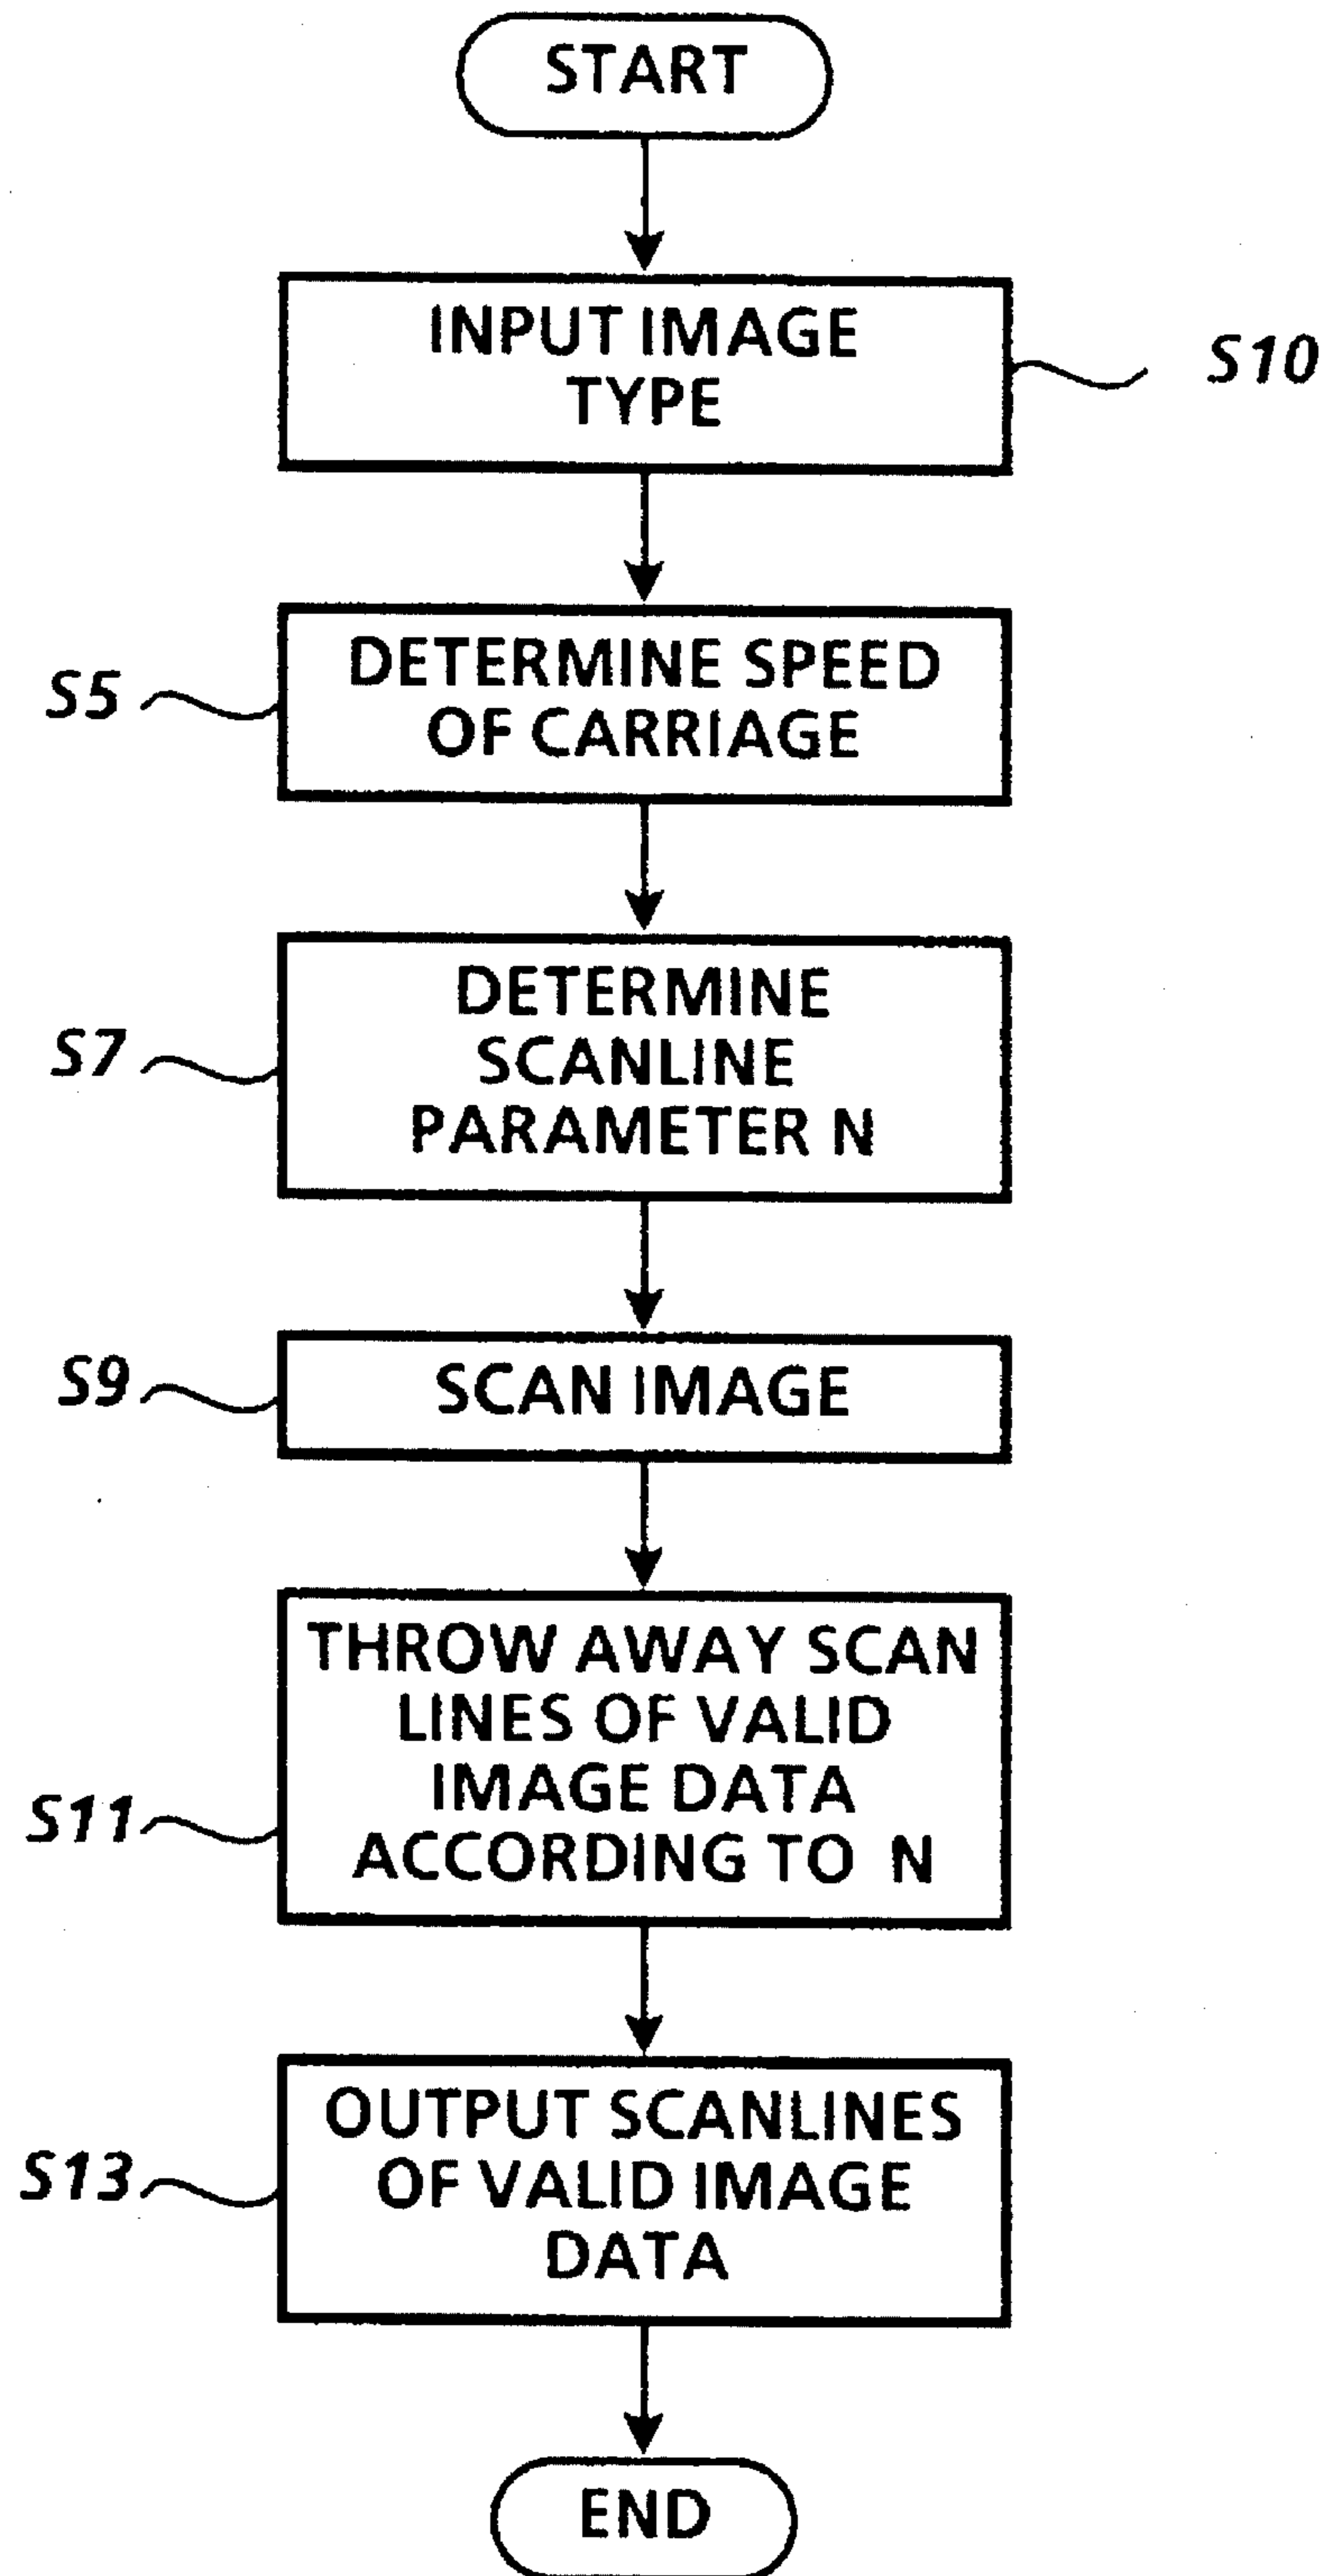 START
INPUT IMAGE
TYPE
S10
DETERMINE SPEED
OF CARRIAGE
S5
DETERMINE
SCANLINE
PARAMETER N
S7
SCAN IMAGE
S9
THROW AWAY SCAN
LINES OF VALID
IMAGE DATA
ACCORDING TO N
S11
OUTPUT SCANLINES
OF VALID IMAGE
DATA
S13
END